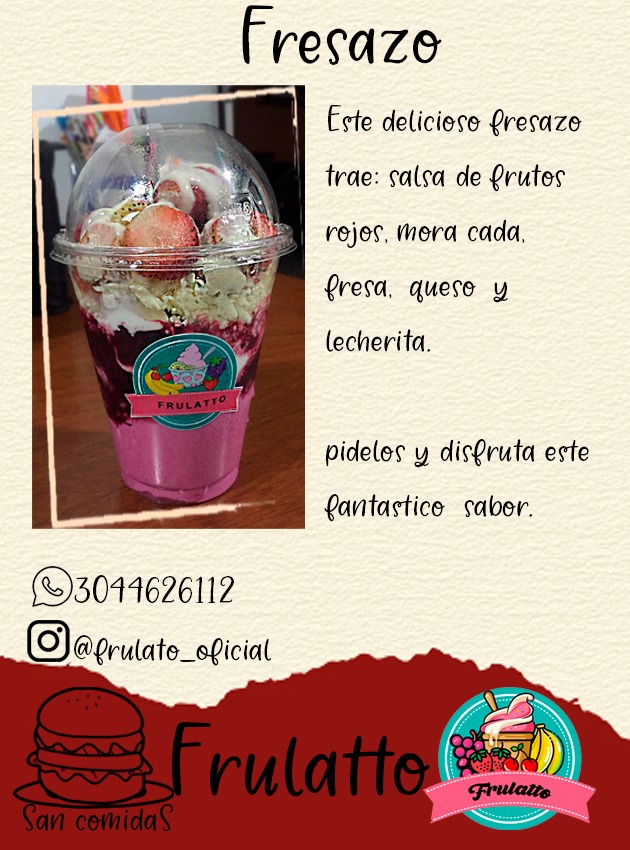 Fresazo
Este delicioso fresazo
trae: salsa de frutos
rojos, mora cada,
fresa, queso y
lecherita.
pidelos y disfruta este
fantastico sabor.
FRULATTO
3044626112
@frulato_oficial
Frulatto
San comidas
Frulatto